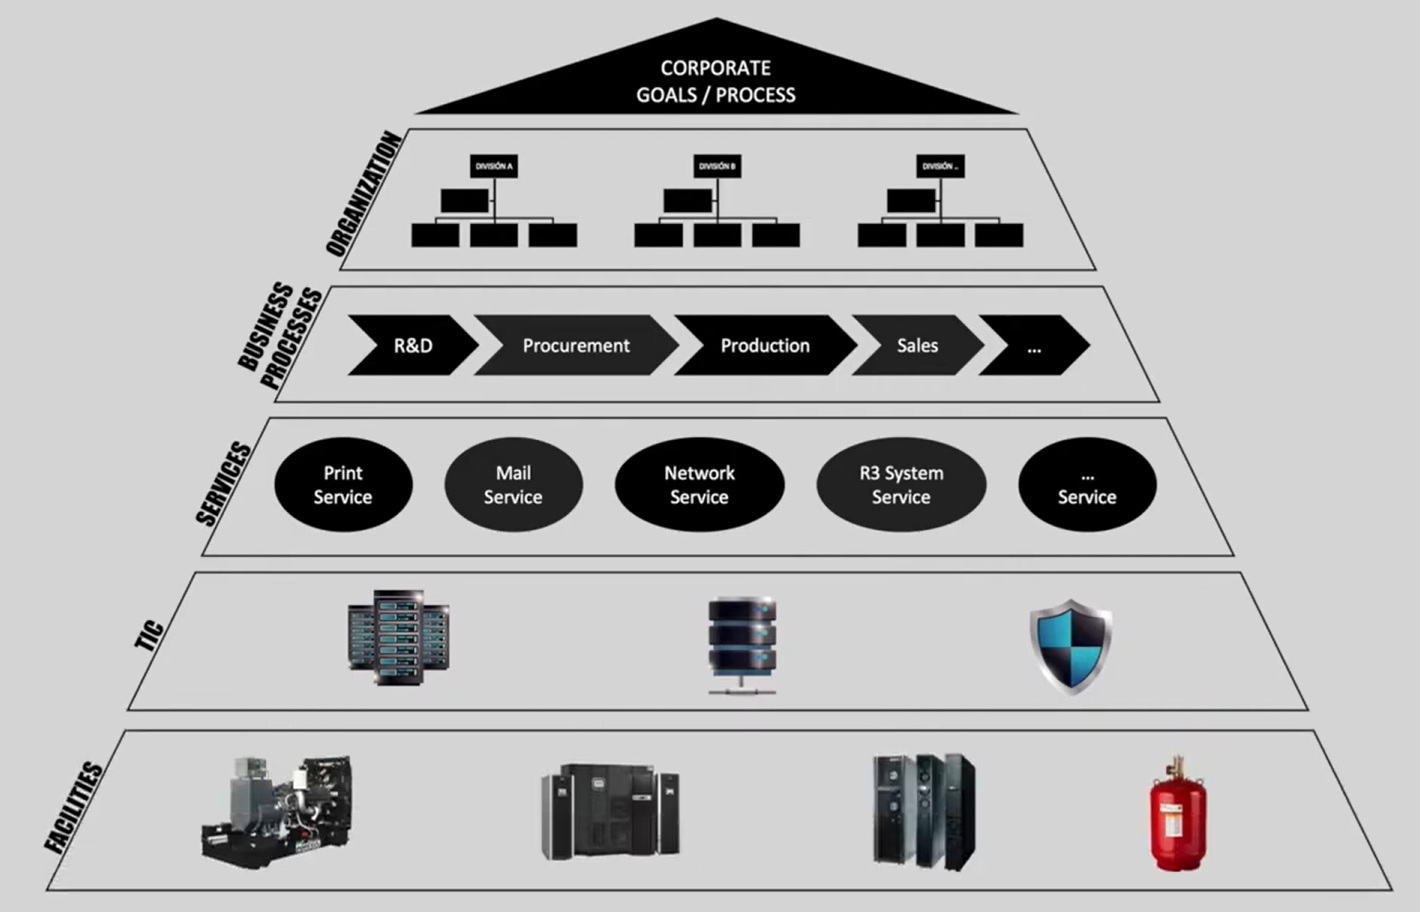 CORPORATE
GOALS / PROCESS
ORGANIZATION
DIVISIÓN A
DIVISIÓN B
DIVISIÓN ..
BUSINESS
PROCESSES
R&D
Procurement
Production
Sales
...
SERVICES
Print
Service
Mail
Service
Network
Service
R3 System
Service
...
Service
TIC
FACILITIES